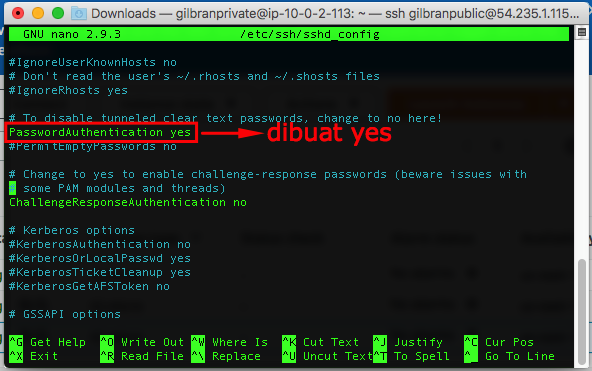 Downloads — gilbranprivate@ip-10-0-2-113: ~ — ssh gilbranpublic@54.235.1.115...
GNU nano 2.9.3 /etc/ssh/sshd_config
#IgnoreUserKnownHosts no
# Don't read the user's ~/.rhosts and ~/.shosts files
#IgnoreRhosts yes
# To disable tunneled clear text passwords, change to no here!
PasswordAuthentication yes dibuat yes
#PermitEmptyPasswords no
# Change to yes to enable challenge-response passwords (beware issues with
# some PAM modules and threads)
ChallengeResponseAuthentication no
# Kerberos options
#KerberosAuthentication no
#KerberosOrLocalPasswd yes
#KerberosTicketCleanup yes
#KerberosGetAFSToken no
# GSSAPI options
^G Get Help ^O Write Out ^W Where Is ^K Cut Text ^J Justify ^C Cur Pos
^X Exit ^R Read File ^\ Replace ^U Uncut Text ^T To Spell ^_ Go To Line